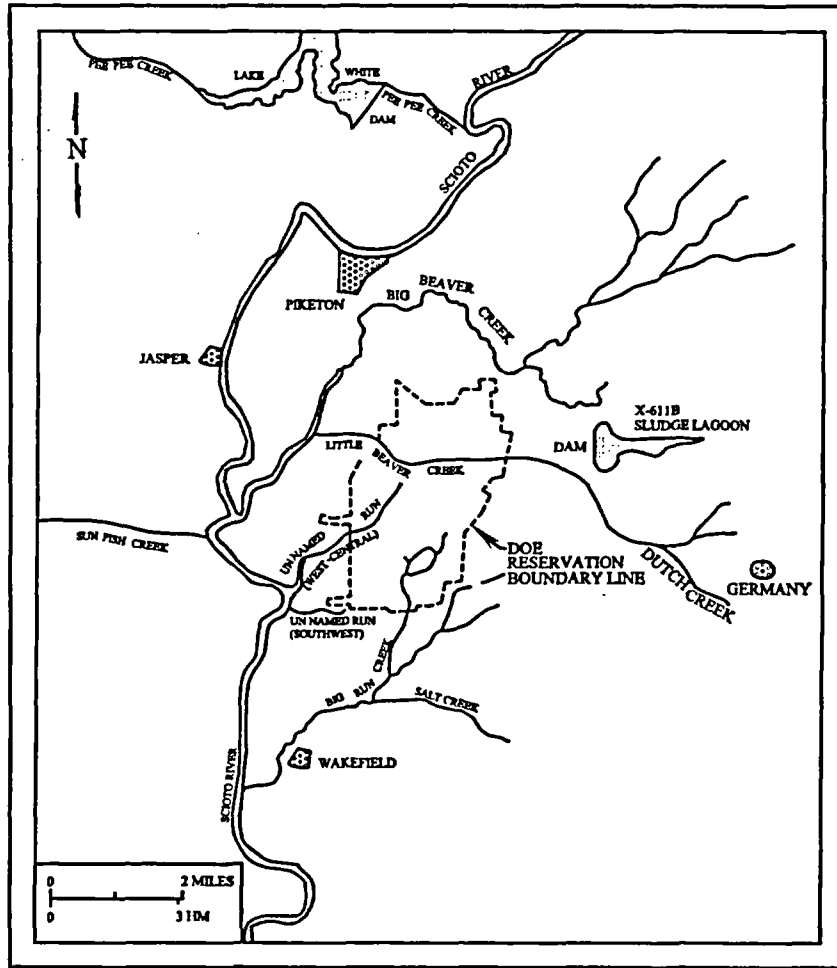 PEE PEE CREEK
LAKE
WHITE
PEE PEE CREEK
DAM
RIVER
SCIOTO
N
PIKETON
BIG BEAVER
CREEK
JASPER
X-611B
SLUDGE LAGOON
DAM
LITTLE
BEAVER CREEK
SUN FISH CREEK
UN NAMED RUN
(WEST-CENTRAL)
DOE
RESERVATION
BOUNDARY LINE
DUTCH CREEK
GERMANY
UN NAMED RUN
(SOUTHWEST)
BIG RUN CREEK
SALT CREEK
WAKEFIELD
SCIOTO RIVER
0 2 MILES
0 3 KM